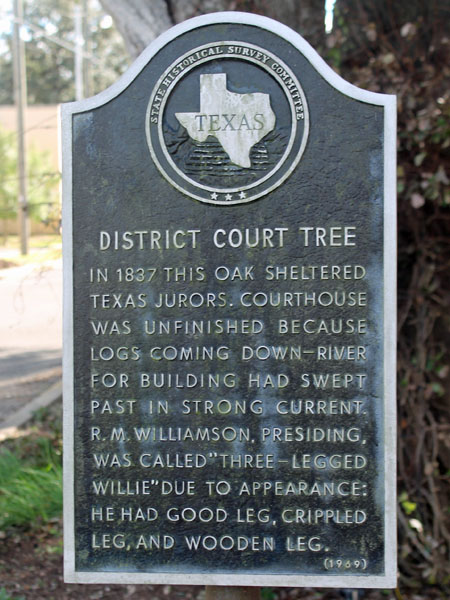 STATE HISTORICAL SURVEY COMMITTEE
TEXAS
DISTRICT COURT TREE
IN 1837 THIS OAK SHELTERED
TEXAS JURORS. COURTHOUSE
WAS UNFINISHED BECAUSE
LOGS COMING DOWN-RIVER
FOR BUILDING HAD SWEPT
PAST IN STRONG CURRENT.
R. M. WILLIAMSON, PRESIDING,
WAS CALLED "THREE-LEGGED
WILLIE" DUE TO APPEARANCE:
HE HAD GOOD LEG, CRIPPLED
LEG, AND WOODEN LEG.
(1969)